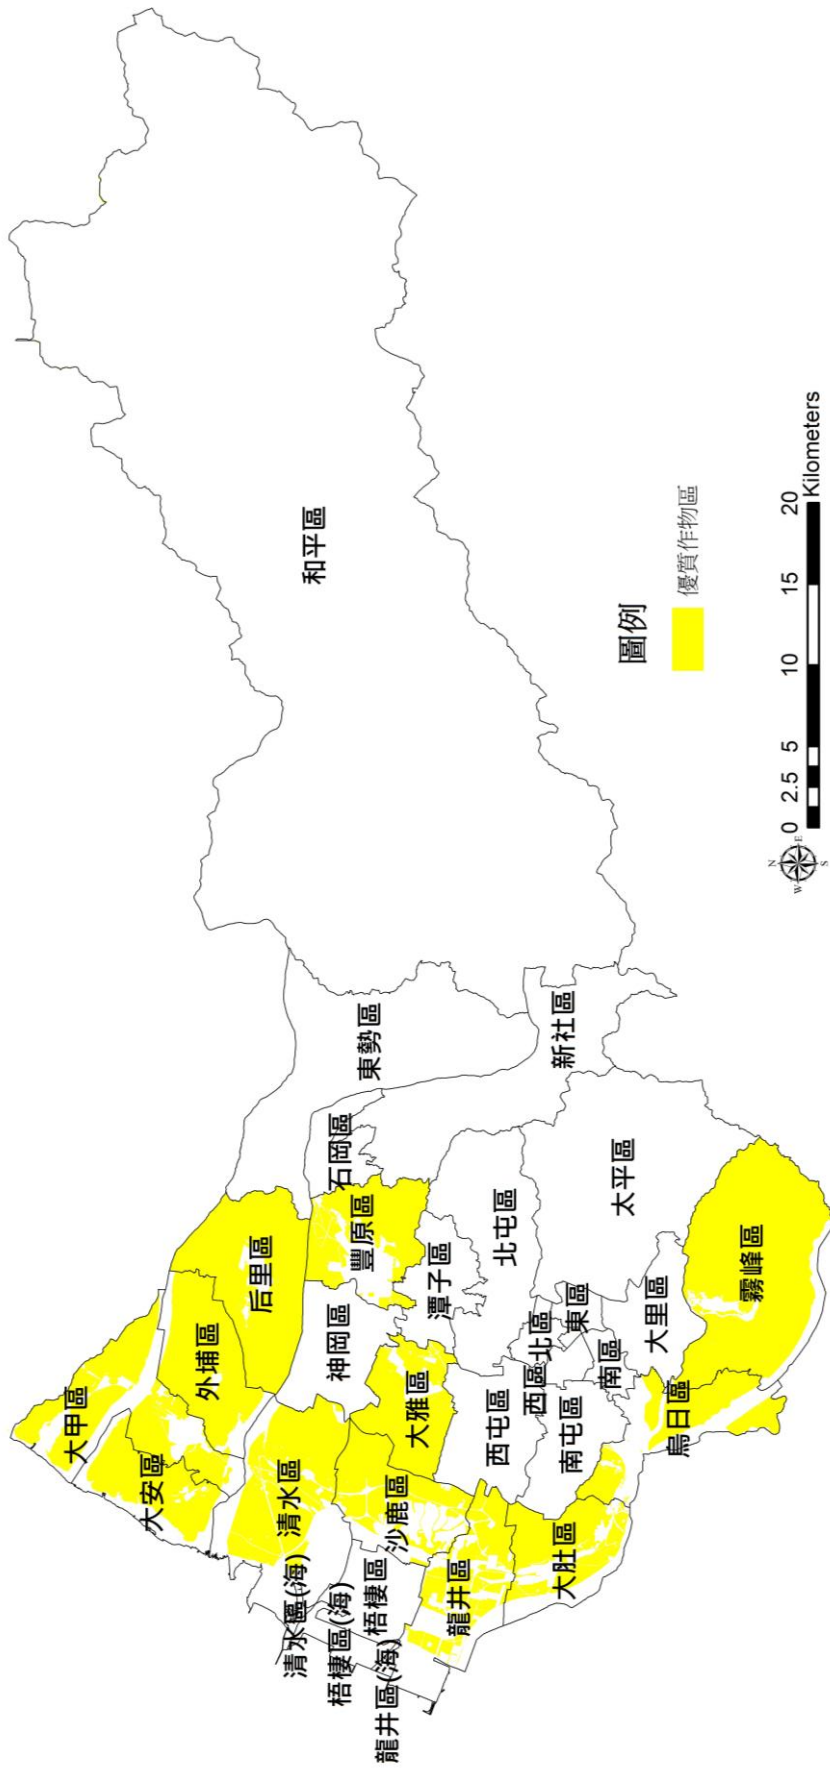 和平區
大甲區
大安區
外埔區
后里區
清水區
清水區(海)
梧棲區(海)
梧棲區
龍井區(海)
神岡區
豐原區
石岡區
東勢區
沙鹿區
大雅區
潭子區
龍井區
西屯區
北屯區
新社區
西區
北區
東區
南屯區
南區
大肚區
太平區
大里區
烏日區
霧峰區
圖例
優質作物區
N
W
E
S
0 2.5 5 10 15 20
Kilometers